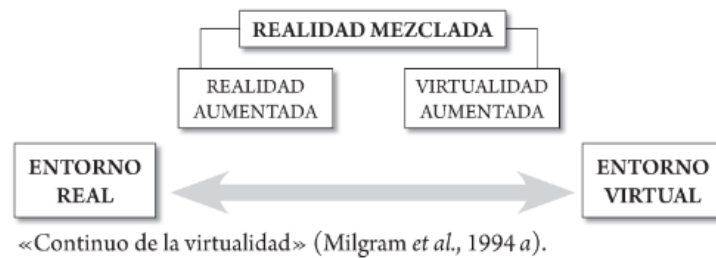 REALIDAD MEZCLADA
REALIDAD
AUMENTADA
VIRTUALIDAD
AUMENTADA
ENTORNO
REAL
ENTORNO
VIRTUAL
«Continuo de la virtualidad» (Milgram et al., 1994 a).